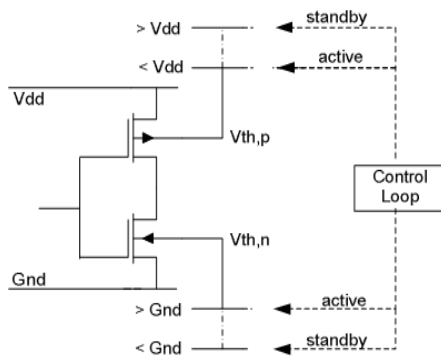 > Vdd
standby
< Vdd
active
Vdd
Vth,p
Control
Loop
Vth,n
Gnd
> Gnd
active
< Gnd
standby